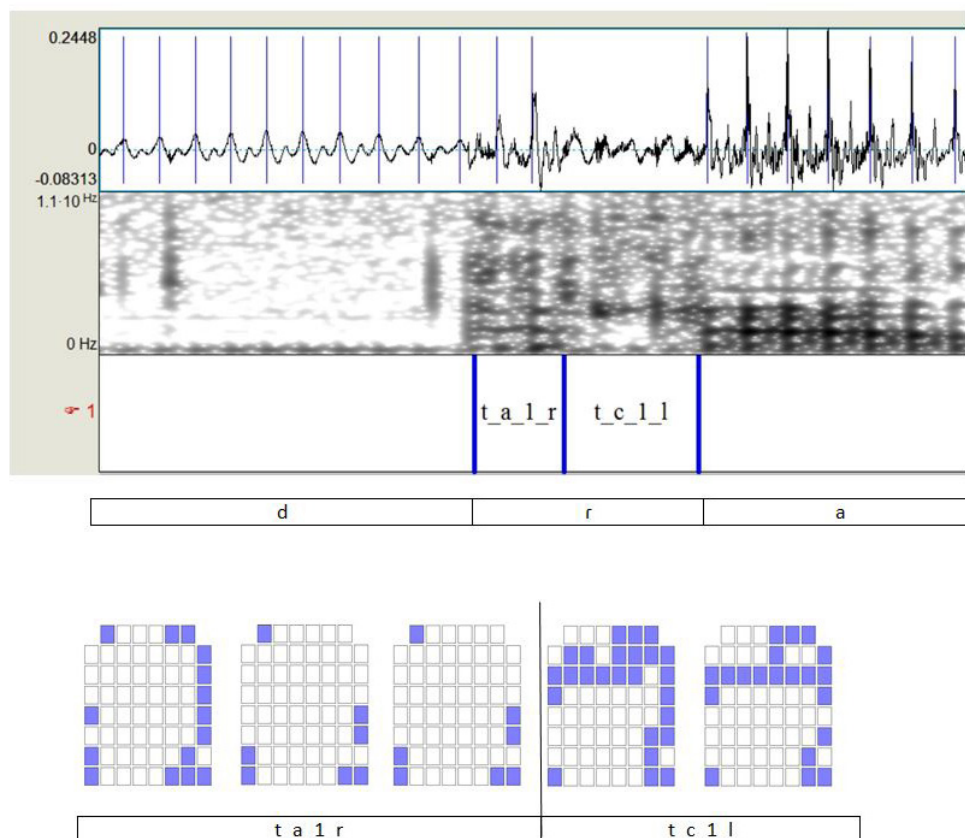 0.2448
0
-0.08313
1.1·10 Hz
0 Hz
☞ 1
t_a_1_r t_c_1_l
d ɾ a
t a 1 r t c 1 l